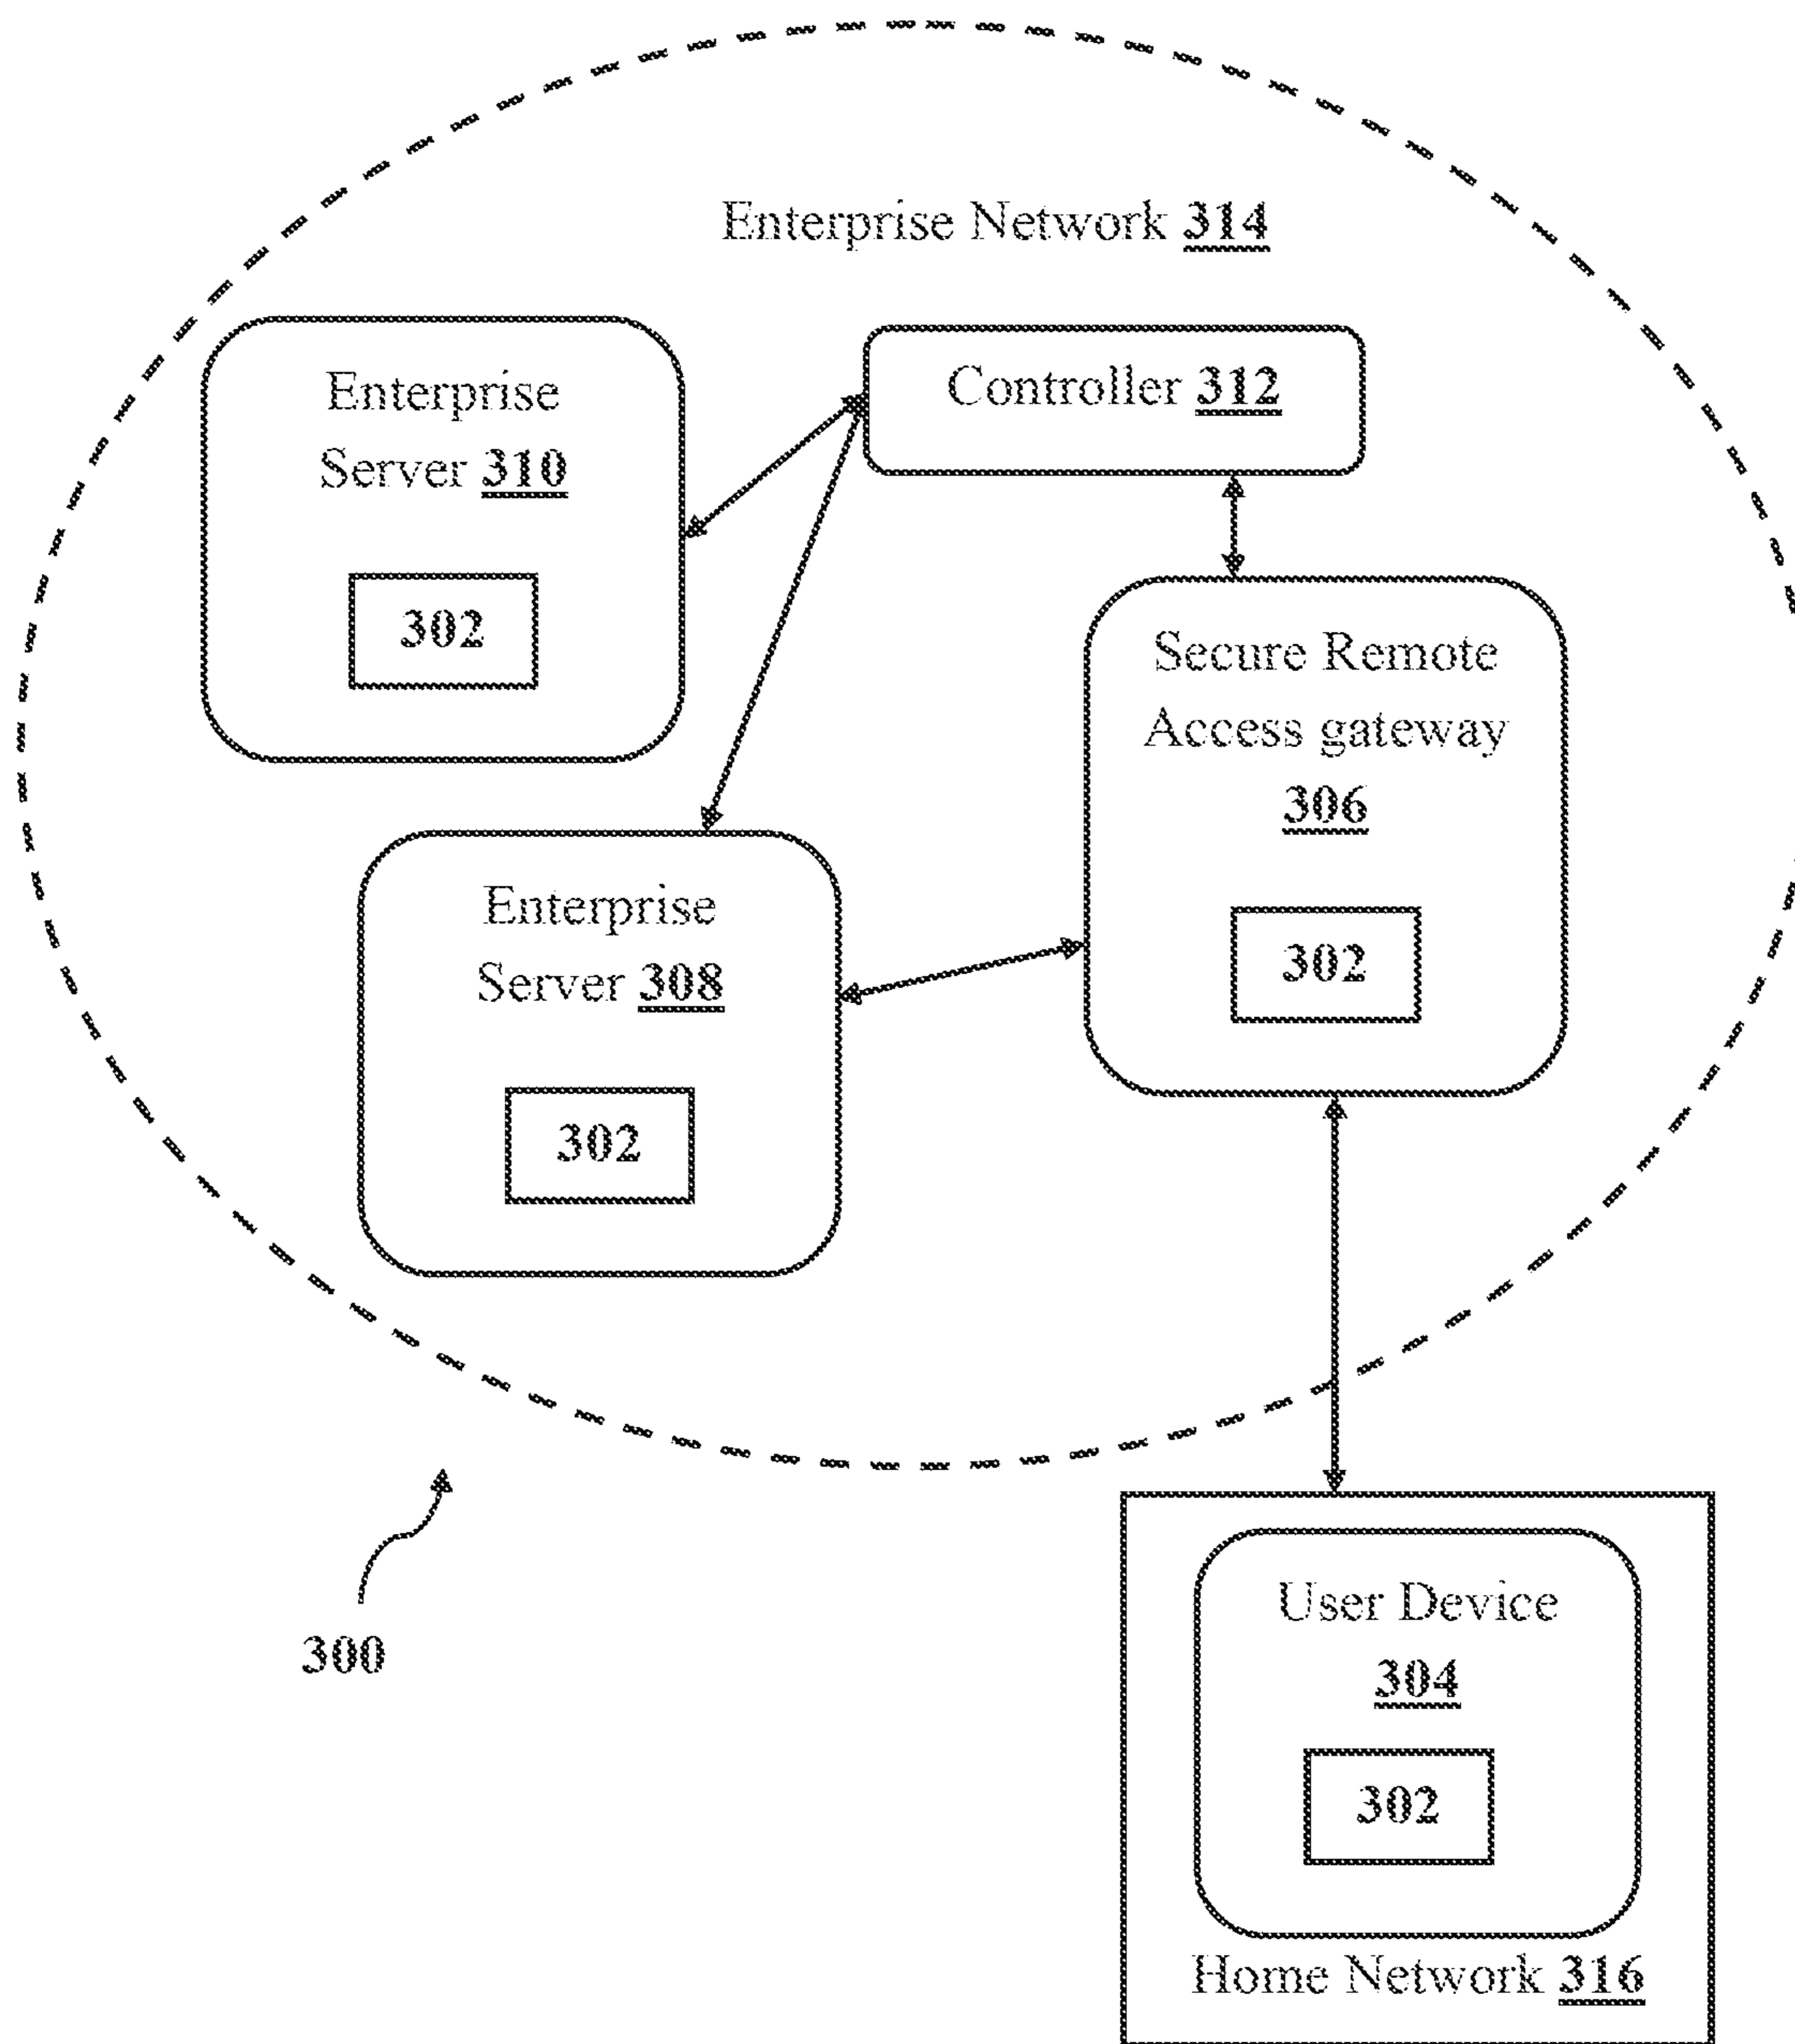 Enterprise Network 314
Enterprise
Server 310
302
Controller 312
Secure Remote
Access gateway
306
302
Enterprise
Server 308
302
300
User Device
304
302
Home Network 316